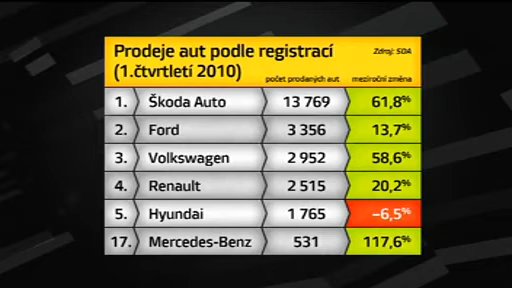 Prodeje aut podle registrací
(1.čtvrtletí 2010)
Zdroj: SDA
počet prodaných aut
meziroční změna
1. Škoda Auto 13 769 61,8%
2. Ford 3 356 13,7%
3. Volkswagen 2 952 58,6%
4. Renault 2 515 20,2%
5. Hyundai 1 765 –6,5%
17. Mercedes-Benz 531 117,6%